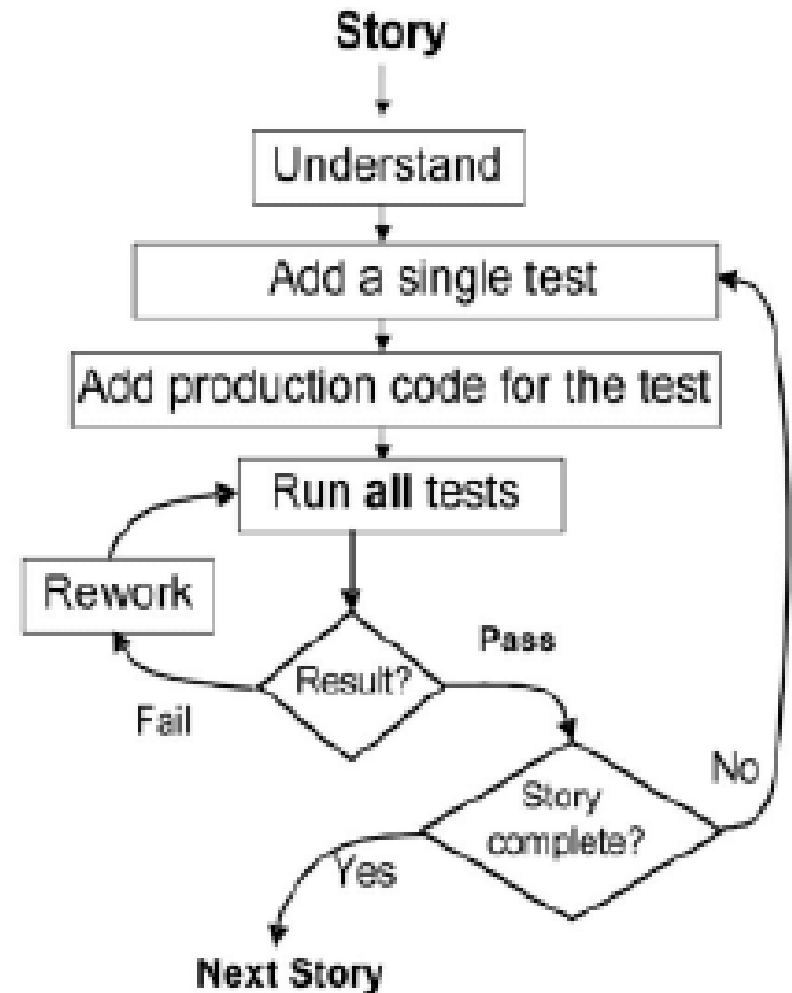 Story
Understand
Add a single test
Add production code for the test
Run all tests
Rework
Result?
Pass
Fail
Story
complete?
No
Yes
Next Story